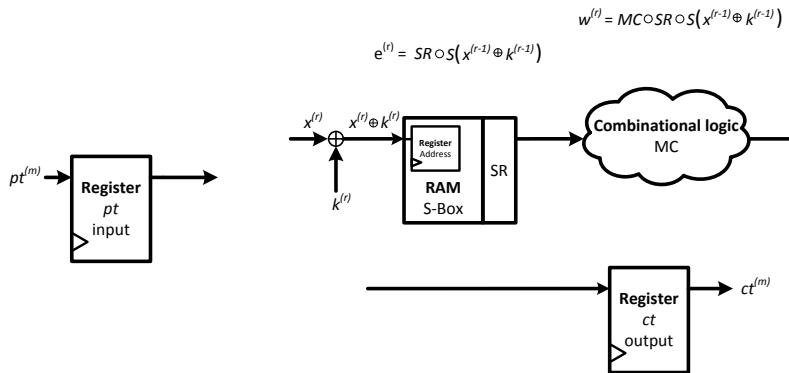 w⁽ʳ⁾ = MC○SR○S(x⁽ʳ⁻¹⁾⊕ k⁽ʳ⁻¹⁾)
e⁽ʳ⁾ = SR○S(x⁽ʳ⁻¹⁾⊕ k⁽ʳ⁻¹⁾)
x⁽ʳ⁾
x⁽ʳ⁾⊕ k⁽ʳ⁾
k⁽ʳ⁾
Register
Address
RAM
S-Box
SR
Combinational logic
MC
pt⁽ᵐ⁾
Register
pt
input
Register
ct
output
ct⁽ᵐ⁾